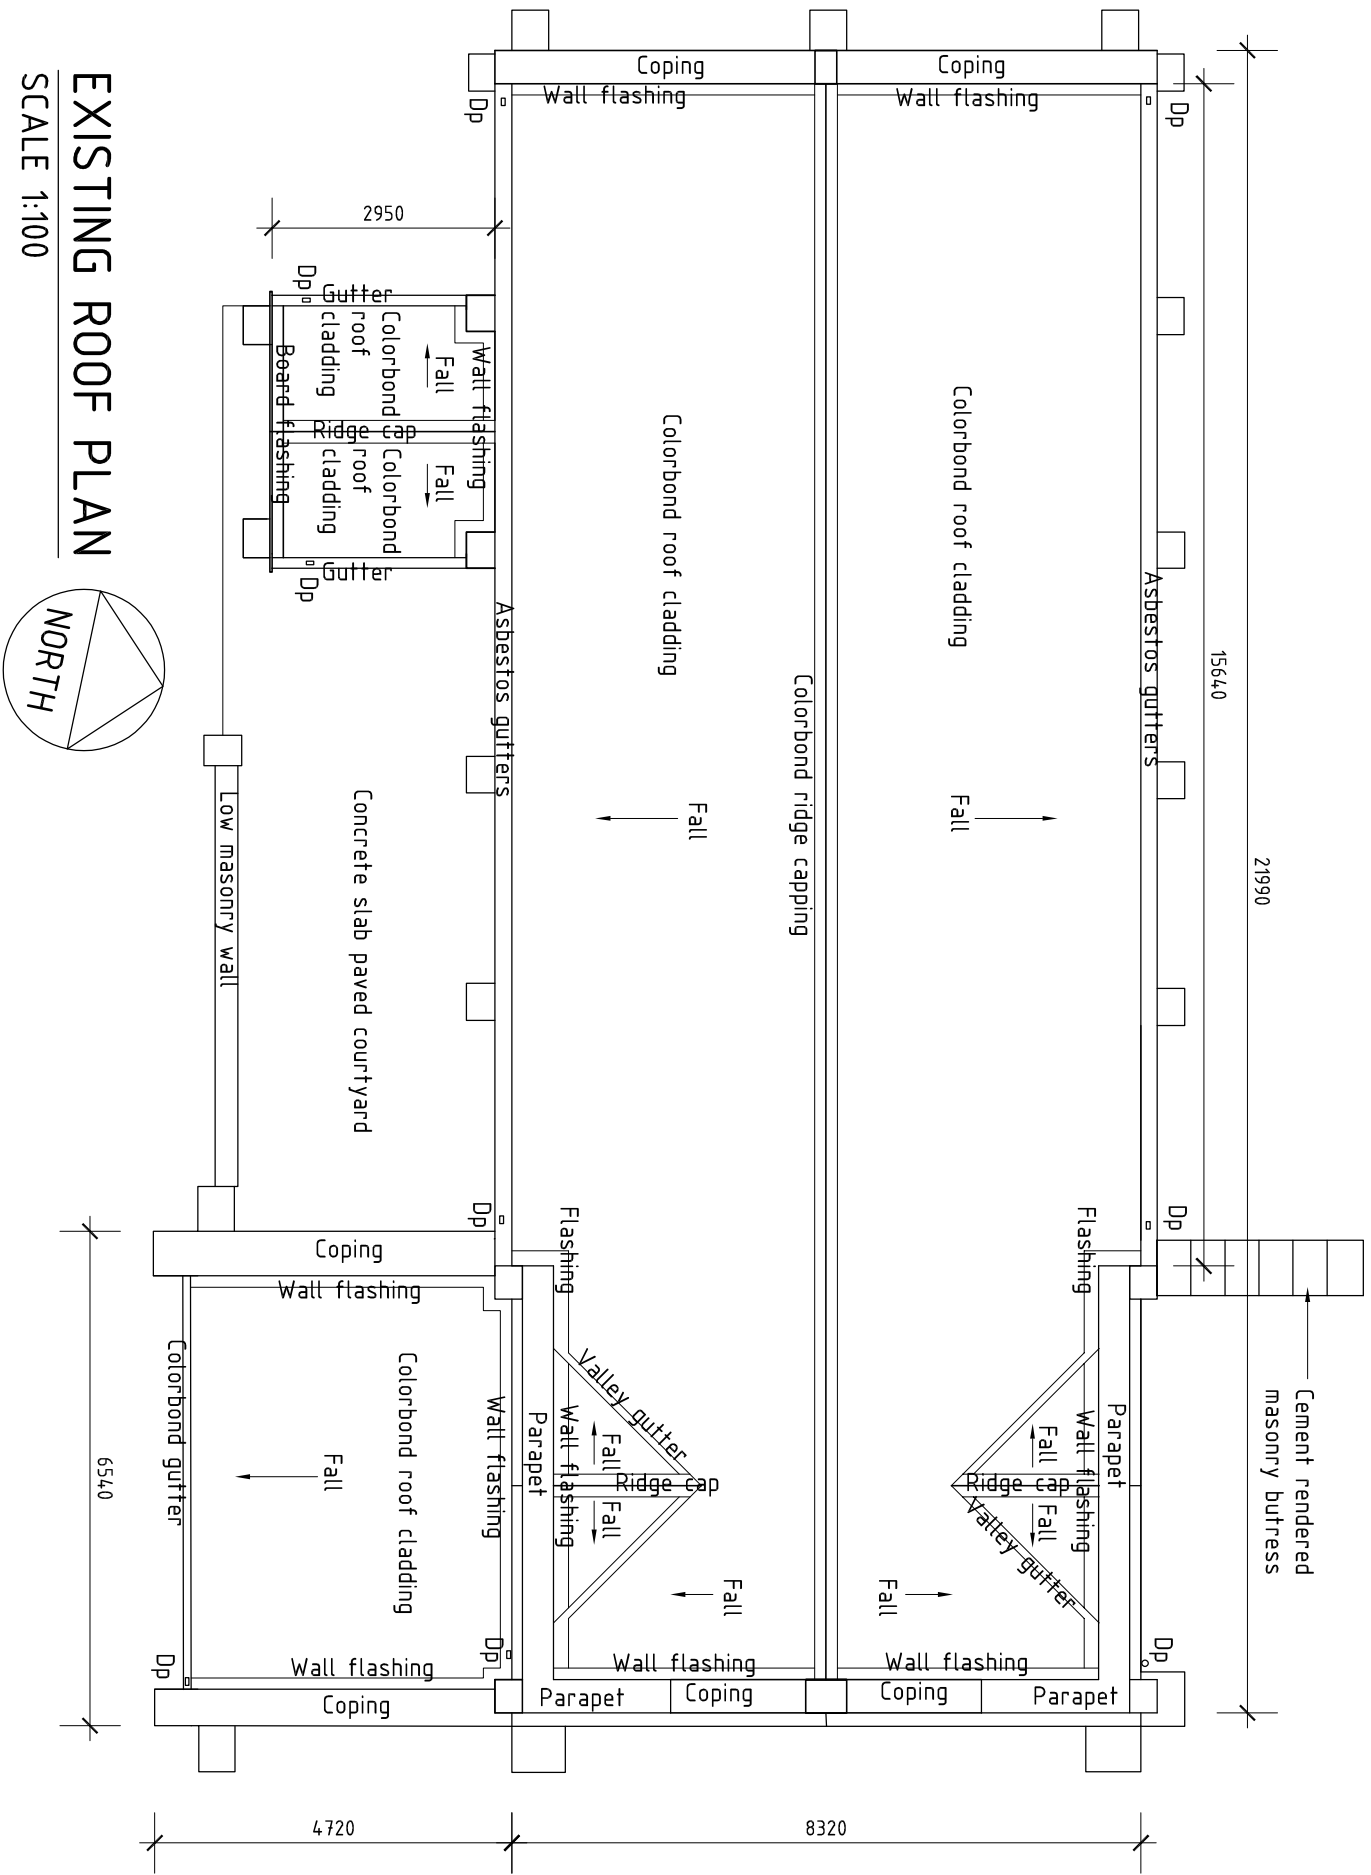 EXISTING ROOF PLAN
SCALE 1:100
NORTH
Coping
Coping
Wall flashing
Wall flashing
Dp
Dp
15640
21990
2950
Dp
Gutter
Colorbond
roof
cladding
Fall
Wall flashing
Board flashing
Ridge cap
Colorbond
roof
cladding
Fall
Gutter
Dp
Colorbond roof cladding
Colorbond roof cladding
Asbestos gutters
Asbestos gutters
Colorbond ridge capping
Fall
Fall
Low masonry wall
Concrete slab paved courtyard
Dp
Dp
Flashing
Flashing
Cement rendered
masonry butress
Coping
Wall flashing
Colorbond gutter
Colorbond roof cladding
Fall
Wall flashing
Parapet
Wall flashing
Valley gutter
Fall
Ridge cap
Fall
Fall
Parapet
Wall flashing
Fall
Ridge cap
Fall
Valley gutter
Fall
Dp
Dp
Dp
Wall flashing
Wall flashing
Wall flashing
Coping
Parapet
Coping
Coping
Parapet
6540
4720
8320